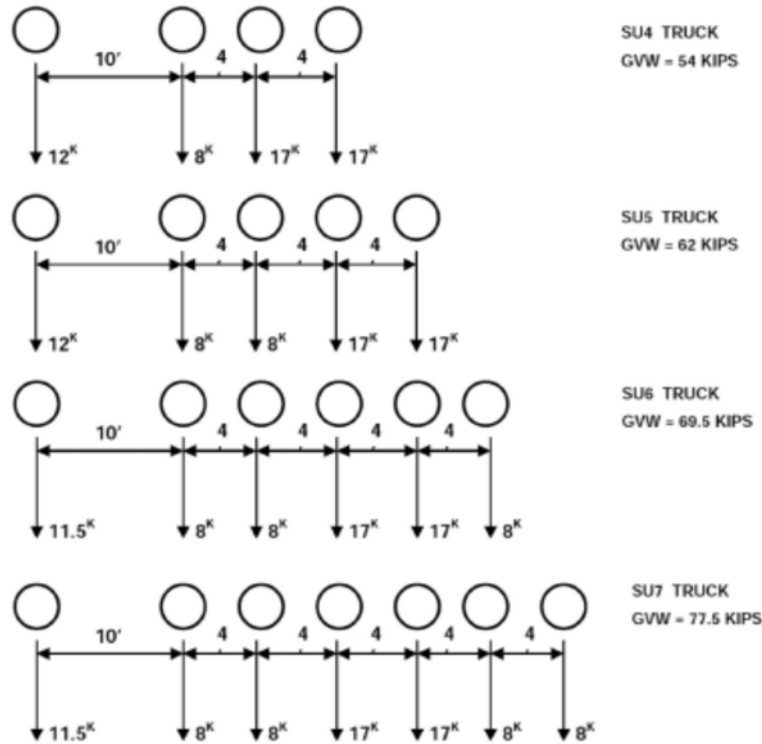 SU4 TRUCK
GVW = 54 KIPS
10' 4 4
12K 8K 17K 17K
SU5 TRUCK
GVW = 62 KIPS
10' 4 4 4
12K 8K 8K 17K 17K
SU6 TRUCK
GVW = 69.5 KIPS
10' 4 4 4 4
11.5K 8K 8K 17K 17K 8K
SU7 TRUCK
GVW = 77.5 KIPS
10' 4 4 4 4 4
11.5K 8K 8K 17K 17K 8K 8K